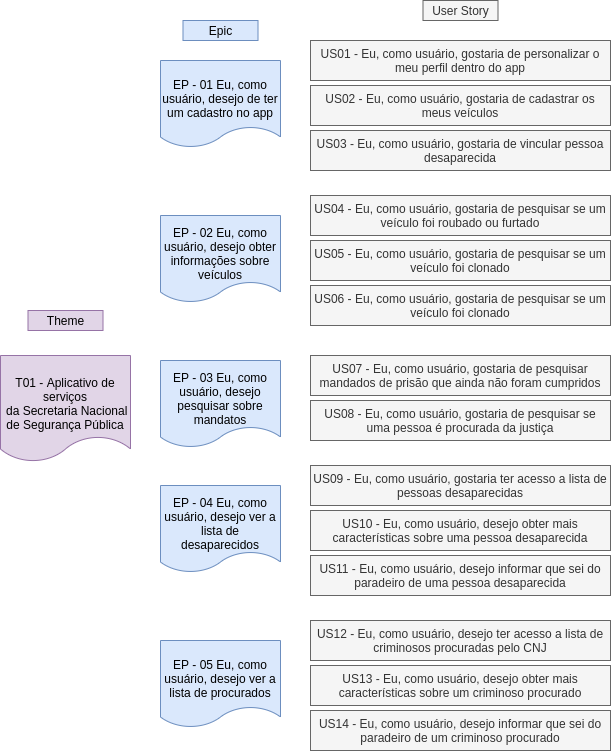 User Story
Epic
US01 - Eu, como usuário, gostaria de personalizar o
meu perfil dentro do app
EP - 01 Eu, como
usuário, desejo de ter
um cadastro no app
US02 - Eu, como usuário, gostaria de cadastrar os
meus veículos
US03 - Eu, como usuário, gostaria de vincular pessoa
desaparecida
US04 - Eu, como usuário, gostaria de pesquisar se um
veículo foi roubado ou furtado
EP - 02 Eu, como
usuário, desejo obter
informações sobre
veículos
US05 - Eu, como usuário, gostaria de pesquisar se um
veículo foi clonado
US06 - Eu, como usuário, gostaria de pesquisar se um
veículo foi clonado
Theme
T01 - Aplicativo de
serviços
da Secretaria Nacional
de Segurança Pública
EP - 03 Eu, como
usuário, desejo
pesquisar sobre
mandatos
US07 - Eu, como usuário, gostaria de pesquisar
mandados de prisão que ainda não foram cumpridos
US08 - Eu, como usuário, gostaria de pesquisar se
uma pessoa é procurada da justiça
US09 - Eu, como usuário, gostaria ter acesso a lista de
pessoas desaparecidas
EP - 04 Eu, como
usuário, desejo ver a
lista de
desaparecidos
US10 - Eu, como usuário, desejo obter mais
características sobre uma pessoa desaparecida
US11 - Eu, como usuário, desejo informar que sei do
paradeiro de uma pessoa desaparecida
US12 - Eu, como usuário, desejo ter acesso a lista de
criminosos procuradas pelo CNJ
EP - 05 Eu, como
usuário, desejo ver a
lista de procurados
US13 - Eu, como usuário, desejo obter mais
características sobre um criminoso procurado
US14 - Eu, como usuário, desejo informar que sei do
paradeiro de um criminoso procurado